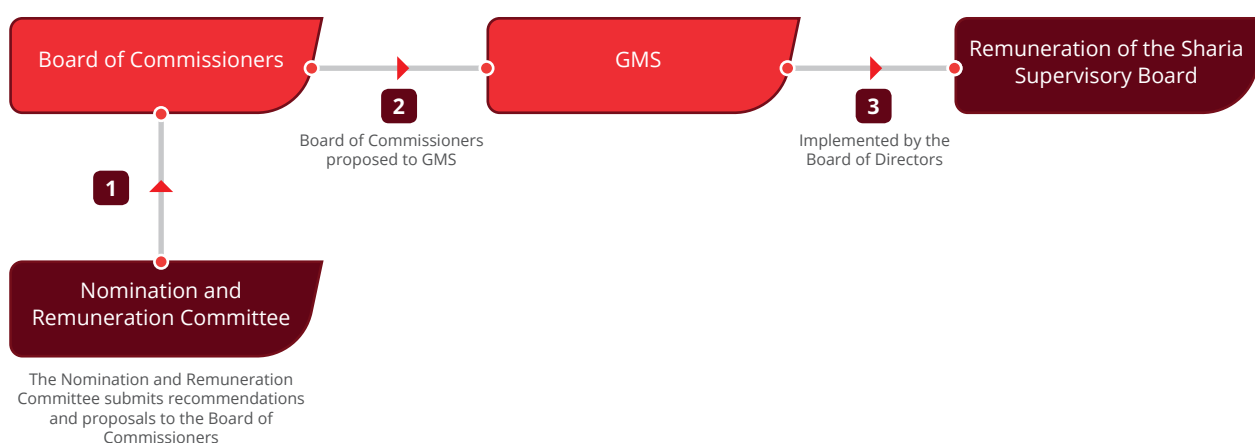 Board of Commissioners
GMS
Remuneration of the Sharia
Supervisory Board
2
Board of Commissioners
proposed to GMS
3
Implemented by the
Board of Directors
1
Nomination and
Remuneration Committee
The Nomination and Remuneration
Committee submits recommendations
and proposals to the Board of
Commissioners